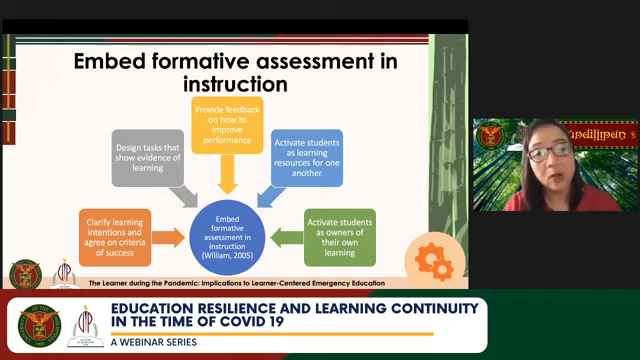 Embed formative assessment in
instruction
Provide feedback
on how to
improve
performance
Design tasks that
show evidence of
learning
Activate students
as learning
resources for one
another
Clarify learning
intentions and
agree on criteria
of success
Embed
formative
assessment in
instruction
(William, 2005)
Activate students
as owners of
their own
learning
The Learner during the Pandemic: Implications to Learner-Centered Emergency Education
EDUCATION RESILIENCE AND LEARNING CONTINUITY
IN THE TIME OF COVID 19
A WEBINAR SERIES